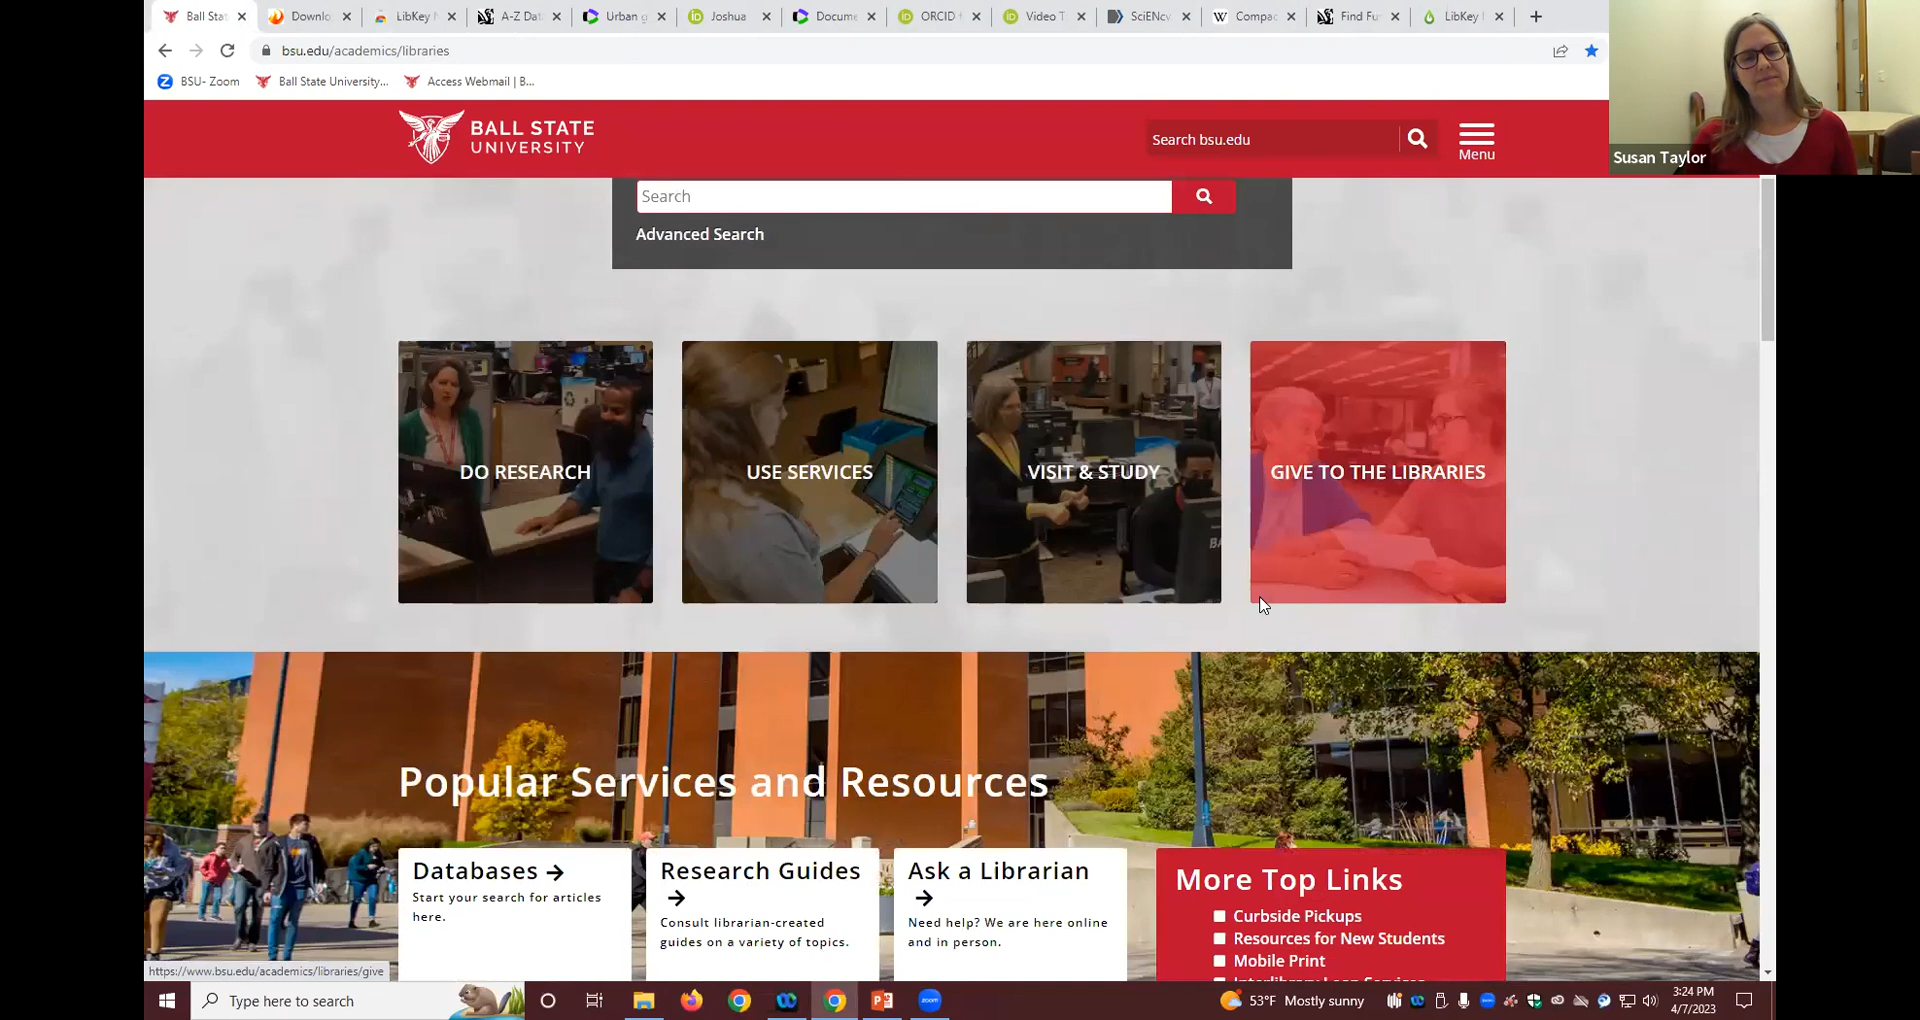 Ball Sta
Downlo
LibKey N
A-Z Dat
Urban g
Joshua
Docume
ORCID
Video T
SciENcv
Compac
Find Fu
LibKey
bsu.edu/academics/libraries
BSU- Zoom
Ball State University...
Access Webmail | B...
BALL STATE
UNIVERSITY
Search bsu.edu
Menu
Susan Taylor
Search
Advanced Search
DO RESEARCH
USE SERVICES
VISIT & STUDY
GIVE TO THE LIBRARIES
Popular Services and Resources
Databases →
Start your search for articles
here.
Research Guides
→
Consult librarian-created
guides on a variety of topics.
Ask a Librarian
→
Need help? We are here online
and in person.
More Top Links
Curbside Pickups
Resources for New Students
Mobile Print
Interlibrary Loan Services
https://www.bsu.edu/academics/libraries/give
Type here to search
zoom
53°F Mostly sunny
3:24 PM
4/7/2023